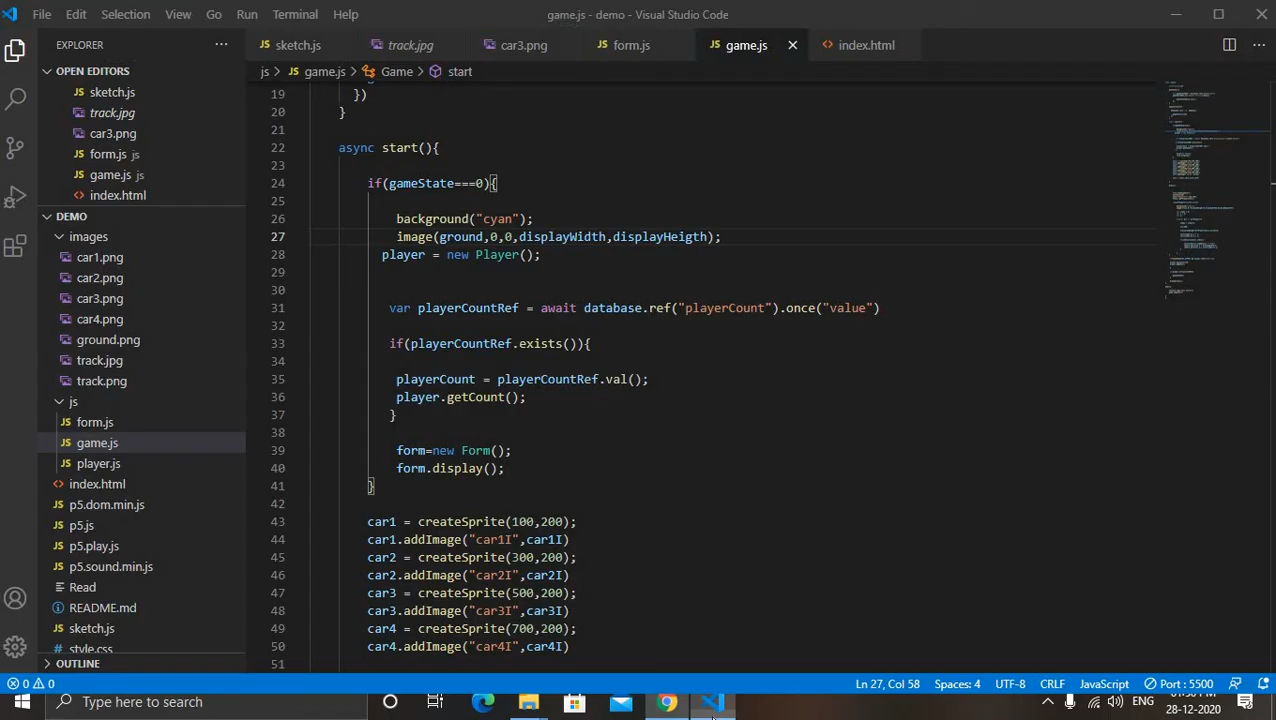 File Edit Selection View Go Run Terminal Help game.js - demo - Visual Studio Code
EXPLORER ... sketch.js track.jpg car3.png form.js game.js index.html ...
OPEN EDITORS js > game.js > Game > start
sketch.js
track.jpg
car3.png
form.js js
game.js js
index.html
DEMO
images
car1.png
car2.png
car3.png
car4.png
ground.png
track.jpg
track.png
js
form.js
game.js
player.js
index.html
p5.dom.min.js
p5.js
p5.play.js
p5.sound.min.js
Read
README.md
sketch.js
style.css
OUTLINE
19 })
20 }
21
22 async start(){
23
24 if(gameState===0){
25
26 background("cyan");
27 image(ground,0,0,displayWidth,displayHeigth);
28 player = new Player();
29
30
31 var playerCountRef = await database.ref("playerCount").once("value")
32
33 if(playerCountRef.exists()){
34
35 playerCount = playerCountRef.val();
36 player.getCount();
37 }
38
39 form=new Form();
40 form.display();
41 }
42
43 car1 = createSprite(100,200);
44 car1.addImage("car1I",car1I)
45 car2 = createSprite(300,200);
46 car2.addImage("car2I",car2I)
47 car3 = createSprite(500,200);
48 car3.addImage("car3I",car3I)
49 car4 = createSprite(700,200);
50 car4.addImage("car4I",car4I)
51
0 0 Ln 27, Col 58 Spaces: 4 UTF-8 CRLF JavaScript Port : 5500
Type here to search
28-12-2020